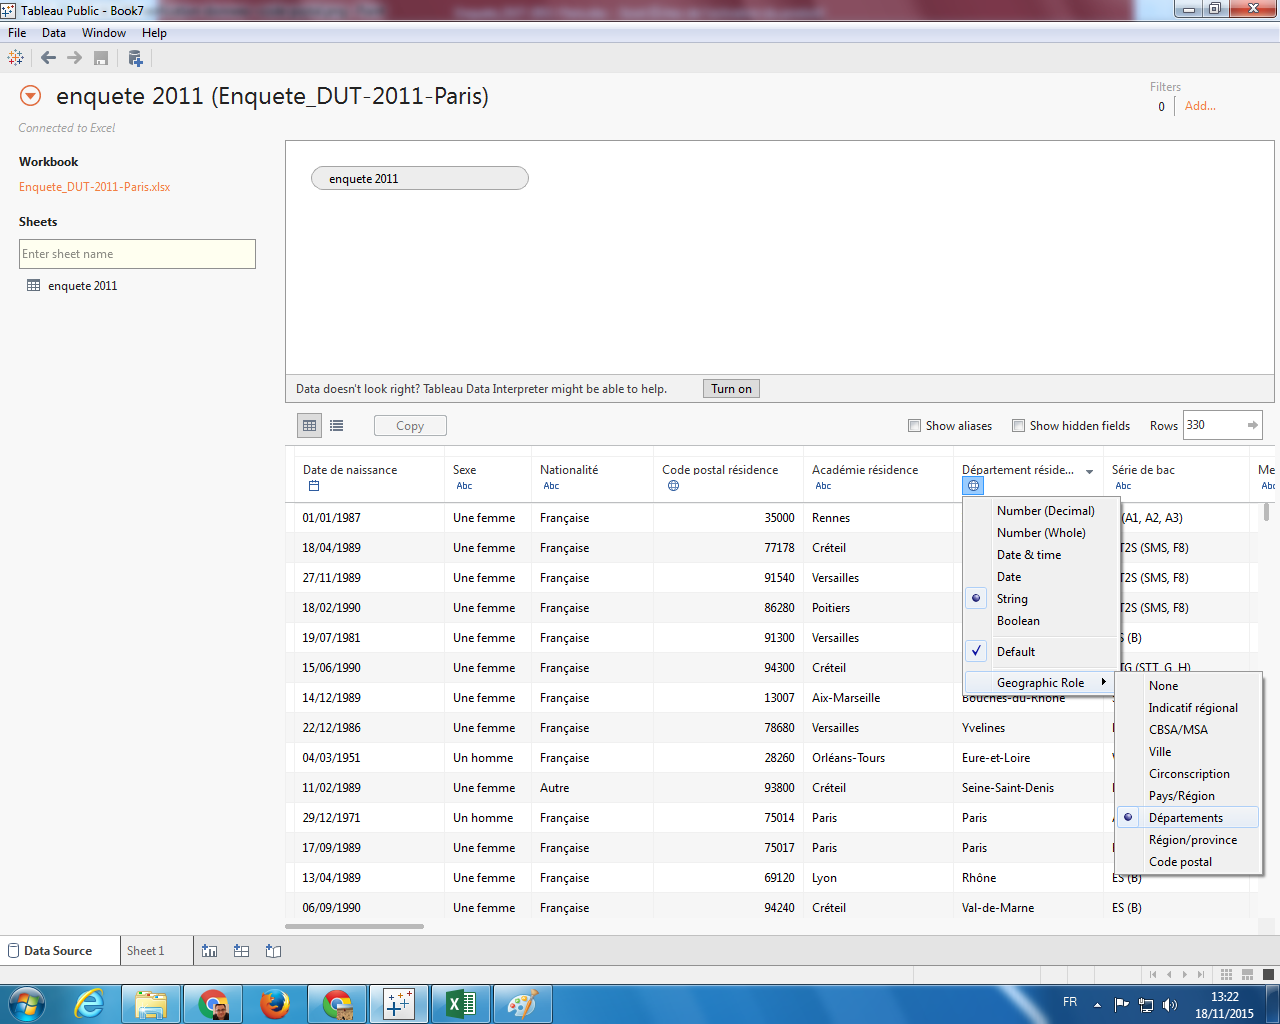 Tableau Public - Book7
File Data Window Help
enquete 2011 (Enquete_DUT-2011-Paris)
Filters
0 Add...
Connected to Excel
Workbook
Enquete_DUT-2011-Paris.xlsx
Sheets
Enter sheet name
enquete 2011
enquete 2011
Data doesn't look right? Tableau Data Interpreter might be able to help. Turn on
Copy Show aliases Show hidden fields Rows 330
Date de naissance Sexe Nationalité Code postal résidence Académie résidence Département réside... Série de bac Me
Abc Abc Abc Abc Abc
01/01/1987 Une femme Française 35000 Rennes (A1, A2, A3)
18/04/1989 Une femme Française 77178 Créteil T2S (SMS, F8)
27/11/1989 Une femme Française 91540 Versailles T2S (SMS, F8)
18/02/1990 Une femme Française 86280 Poitiers T2S (SMS, F8)
19/07/1981 Une femme Française 91300 Versailles (B)
15/06/1990 Une femme Française 94300 Créteil TG (STT, G, H)
14/12/1989 Une femme Française 13007 Aix-Marseille Bouches-du-Rhône
22/12/1986 Une femme Française 78680 Versailles Yvelines
04/03/1951 Un homme Française 28260 Orléans-Tours Eure-et-Loire
11/02/1989 Une femme Autre 93800 Créteil Seine-Saint-Denis
29/12/1971 Un homme Française 75014 Paris Paris
17/09/1989 Une femme Française 75017 Paris Paris
13/04/1989 Une femme Française 69120 Lyon Rhône ES (B)
06/09/1990 Une femme Française 94240 Créteil Val-de-Marne ES (B)
Number (Decimal)
Number (Whole)
Date & time
Date
String
Boolean
Default
Geographic Role
None
Indicatif régional
CBSA/MSA
Ville
Circonscription
Pays/Région
Départements
Région/province
Code postal
Data Source Sheet 1
FR 13:22
18/11/2015